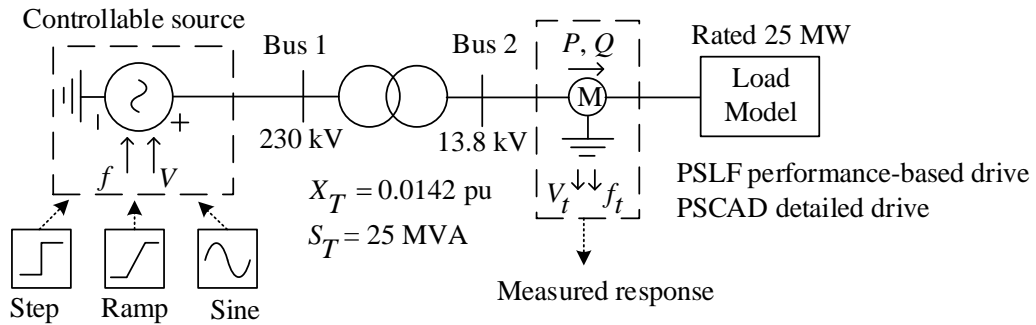 Controllable source
Bus 1
Bus 2
P, Q
Rated 25 MW
M
Load
Model
- +
230 kV
13.8 kV
f V
X_T = 0.0142 pu
S_T = 25 MVA
V_t f_t
PSLF performance-based drive
PSCAD detailed drive
Step
Ramp
Sine
Measured response